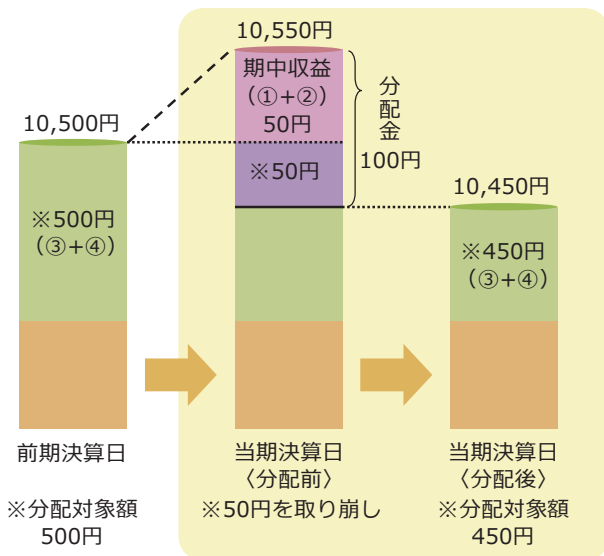 10,500円
※500円
（③+④）
前期決算日
※分配対象額
500円
10,550円
期中収益
（①+②）
50円
※50円
分配金
100円
当期決算日
〈分配前〉
※50円を取り崩し
10,450円
※450円
（③+④）
当期決算日
〈分配後〉
※分配対象額
450円